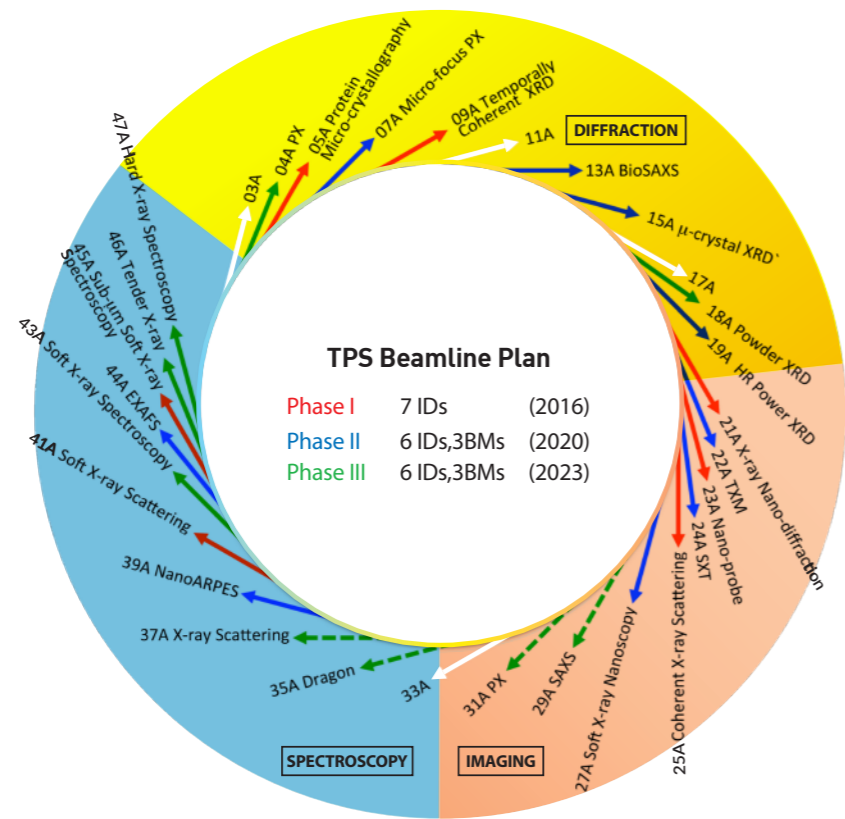 TPS Beamline Plan
Phase I 7 IDs (2016)
Phase II 6 IDs,3BMs (2020)
Phase III 6 IDs,3BMs (2023)
DIFFRACTION
03A
04A PX
05A Protein
Micro-crystallography
07A Micro-focus PX
09A Temporally
Coherent XRD
11A
13A BioSAXS
15A μ-crystal XRD`
17A
18A Powder XRD
19A HR Power XRD
21A X-ray Nano-diffraction
22A TXM
23A Nano-probe
24A SXT
25A Coherent X-ray Scattering
27A Soft X-ray Nanoscopy
29A SAXS
31A PX
IMAGING
33A
SPECTROSCOPY
35A Dragon
37A X-ray Scattering
39A NanoARPES
41A Soft X-ray Scattering
43A Soft X-ray Spectroscopy
44A EXAFS
45A Sub-μm Soft X-ray
Spectroscopy
46A Tender X-ray
47A Hard X-ray Spectroscopy